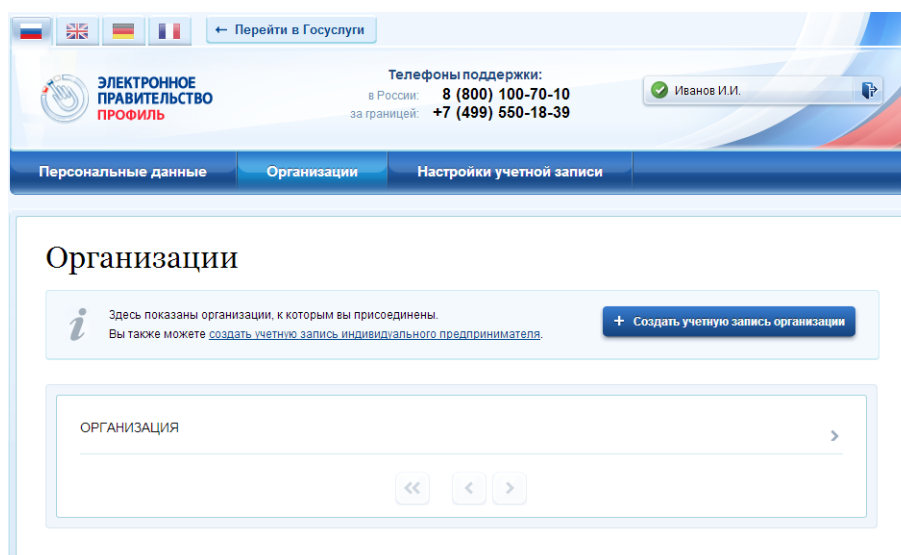 ← Перейти в Госуслуги
ЭЛЕКТРОННОЕ
ПРАВИТЕЛЬСТВО
ПРОФИЛЬ
Телефоны поддержки:
в России: 8 (800) 100-70-10
за границей: +7 (499) 550-18-39
Иванов И.И.
Персональные данные Организации Настройки учетной записи
Организации
Здесь показаны организации, к которым вы присоединены.
Вы также можете создать учетную запись индивидуального предпринимателя.
+ Создать учетную запись организации
ОРГАНИЗАЦИЯ